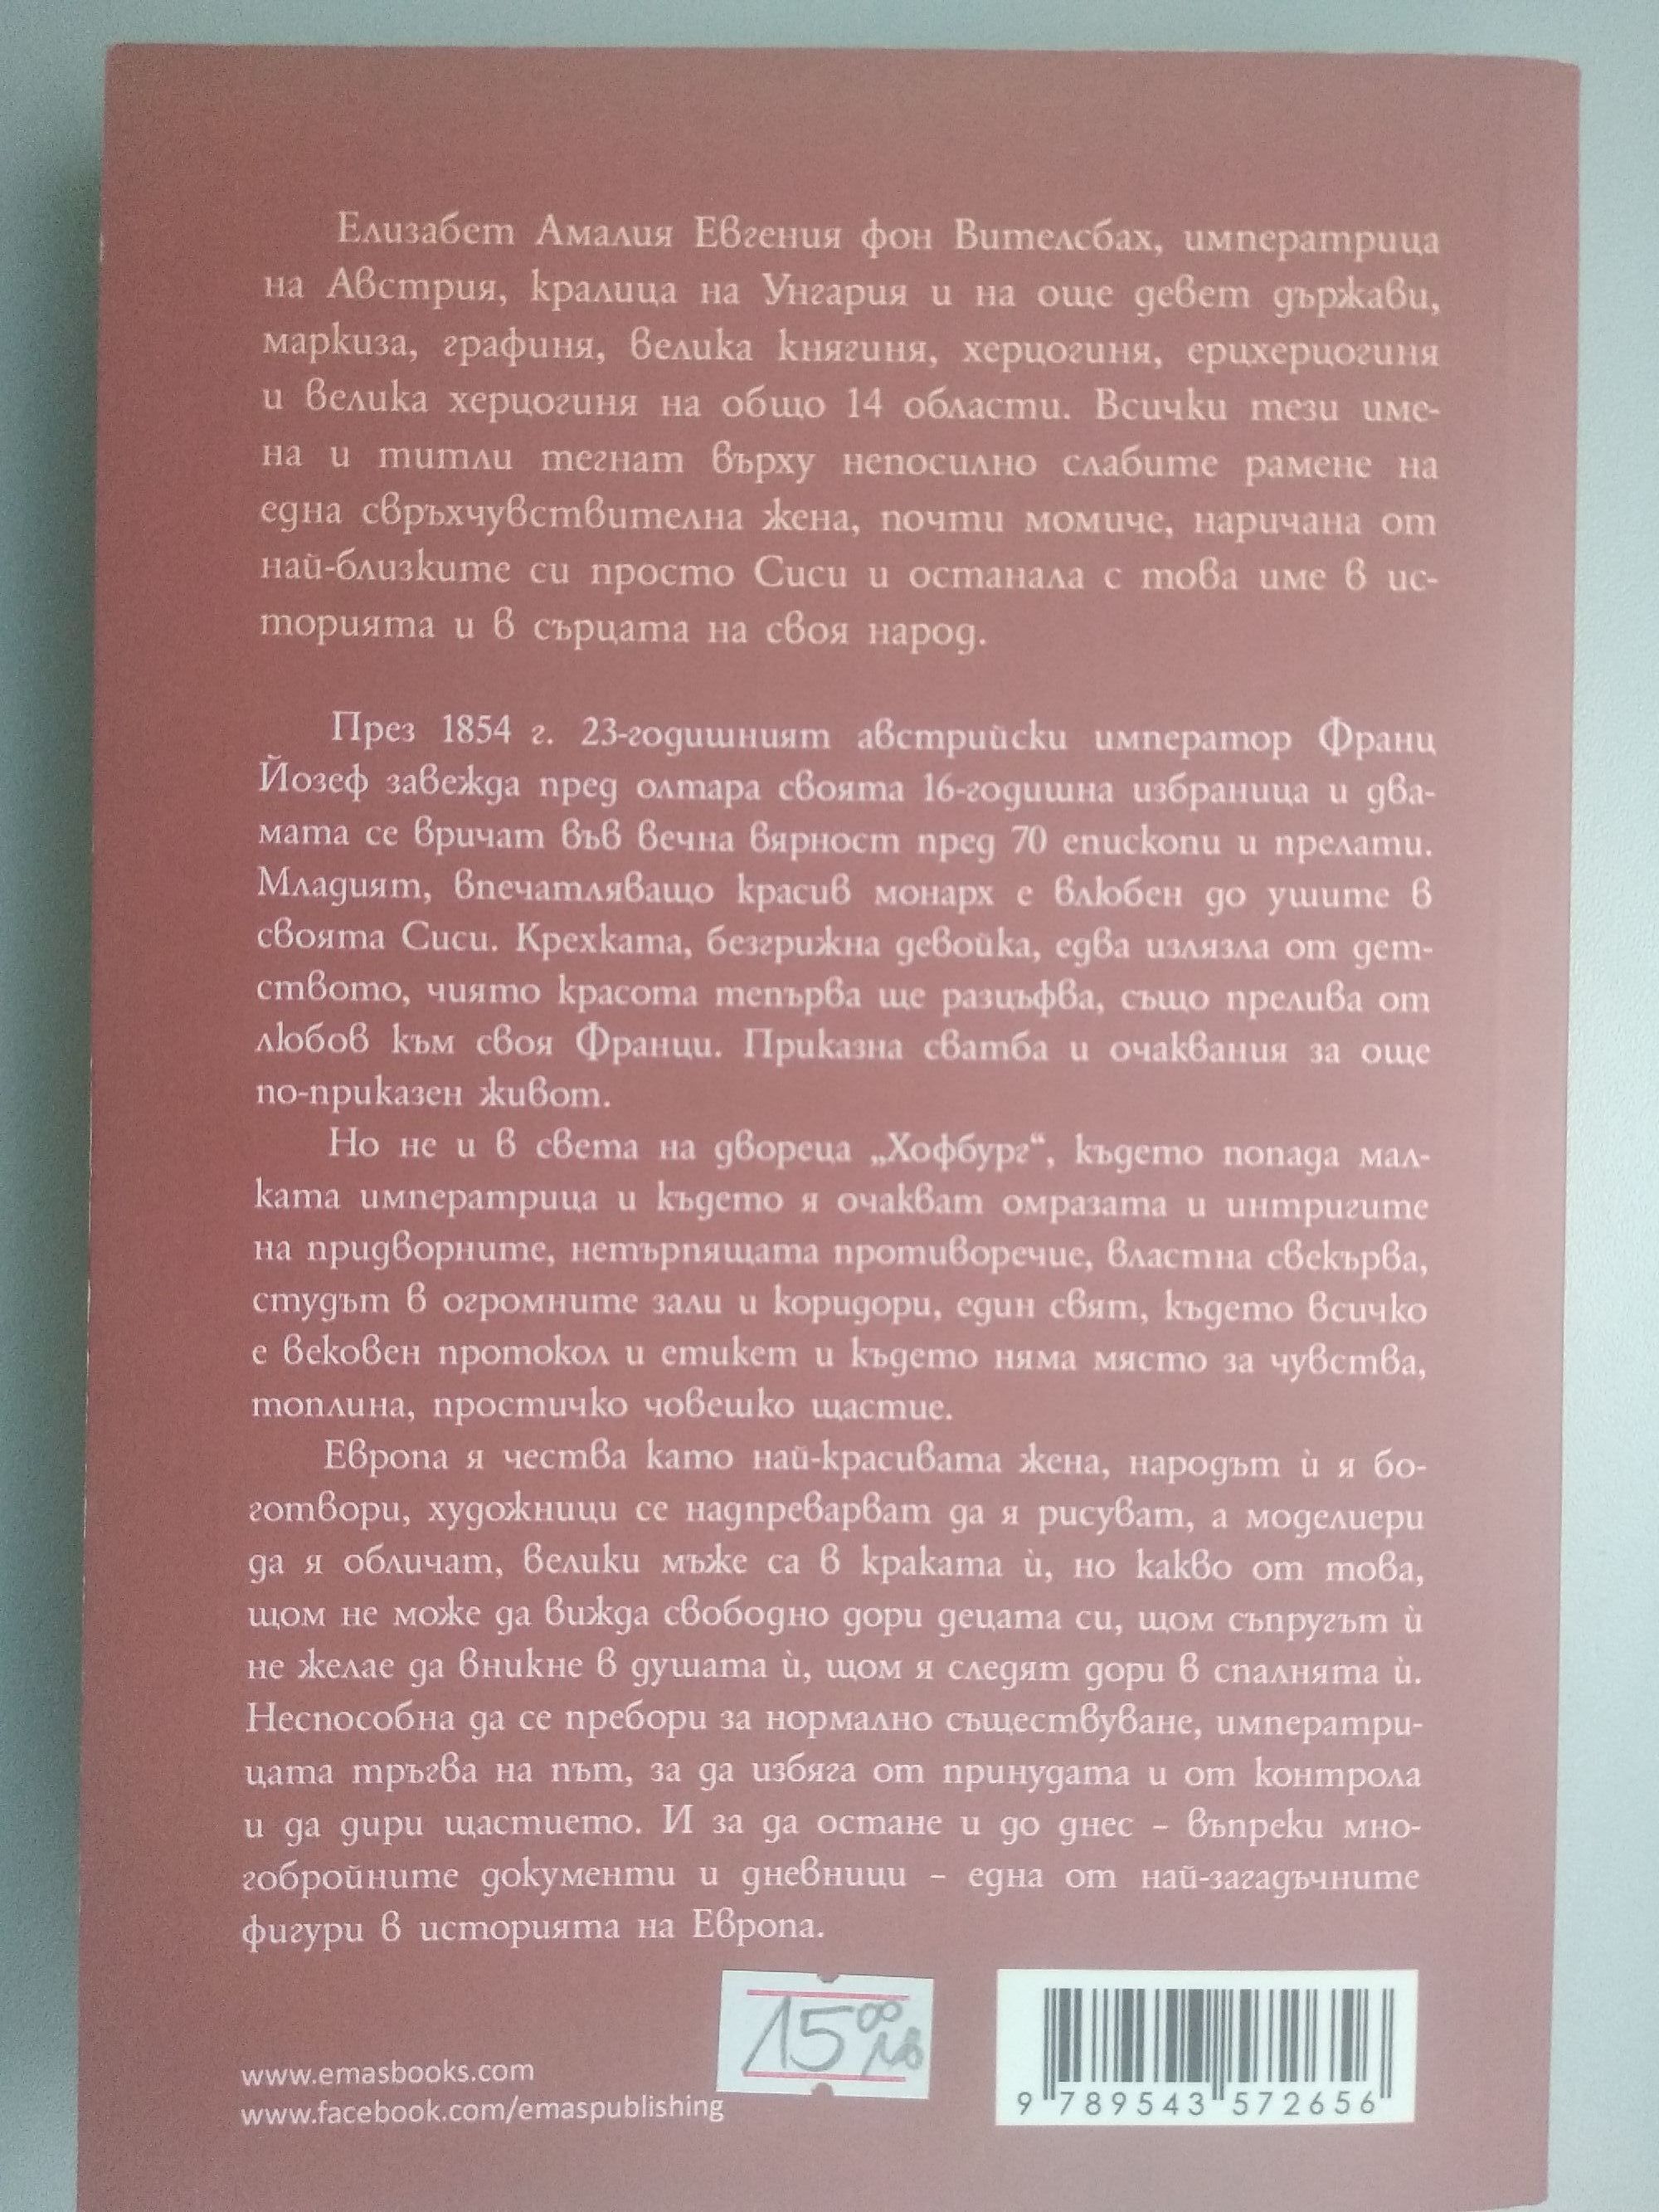 Елизабет Амалия Евгения фон Вителсбах, императрица
на Австрия, кралица на Унгария и на още девет държави,
маркиза, графиня, велика княгиня, херцогиня, ерцхерцогиня
и велика херцогиня на общо 14 области. Всички тези име-
на и титли тегнат върху непосилно слабите рамене на
една свръхчувствителна жена, почти момиче, наричана от
най-близките си просто Сиси и останала с това име в ис-
торията и в сърцата на своя народ.
През 1854 г. 23-годишният австрийски император Франц
Йозеф завежда пред олтара своята 16-годишна избраница и два-
мата се вричат във вечна вярност пред 70 епископи и прелати.
Младият, впечатляващо красив монарх е влюбен до ушите в
своята Сиси. Крехката, безгрижна девойка, едва излязла от дет-
ството, чиято красота тепърва ще разцъфва, също прелива от
любов към своя Франци. Приказна сватба и очаквания за още
по-приказен живот.
Но не и в света на двореца „Хофбург“, където попада мал-
ката императрица и където я очакват омразата и интригите
на придворните, нетърпящата противоречие, властна свекърва,
студът в огромните зали и коридори, един свят, където всичко
е вековен протокол и етикет и където няма място за чувства,
топлина, простичко човешко щастие.
Европа я чества като най-красивата жена, народът ѝ я бо-
готвори, художници се надпреварват да я рисуват, а моделиери
да я обличат, велики мъже са в краката ѝ, но какво от това,
щом не може да вижда свободно дори децата си, щом съпругът ѝ
не желае да вникне в душата ѝ, щом я следят дори в спалнята ѝ.
Неспособна да се пребори за нормално съществуване, императри-
цата тръгва на път, за да избяга от принудата и от контрола
и да дири щастието. И за да остане и до днес – въпреки мно-
гобройните документи и дневници – една от най-загадъчните
фигури в историята на Европа.
15⁰⁰ лв
www.emasbooks.com
www.facebook.com/emaspublishing
9 789543 572656